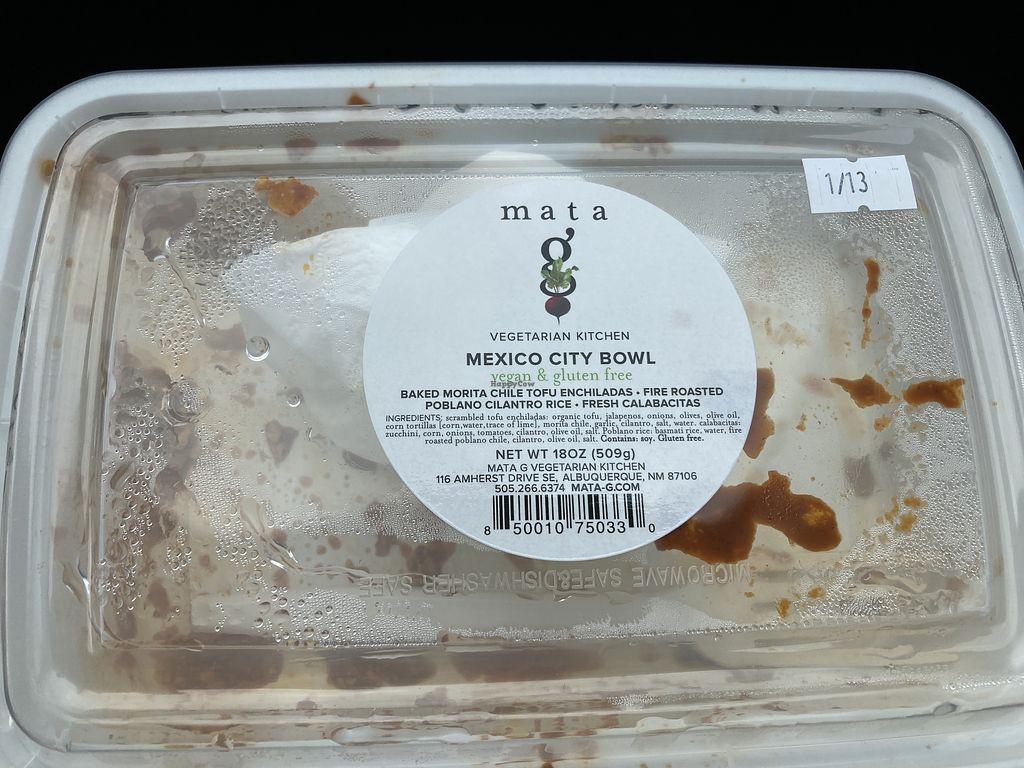 1/13
mata
g
VEGETARIAN KITCHEN
MEXICO CITY BOWL
vegan & gluten free
HappyCow
BAKED MORITA CHILE TOFU ENCHILADAS • FIRE ROASTED
POBLANO CILANTRO RICE • FRESH CALABACITAS
INGREDIENTS; scrambled tofu enchiladas: organic tofu, jalapenos, onions, olives, olive oil,
corn tortillas [corn,water,trace of lime], morita chile, garlic, cilantro, salt, water. calabacitas:
zucchini, corn, onions, tomatoes, cilantro, olive oil, salt. Poblano rice: basmati rice, water, fire
roasted poblano chile, cilantro, olive oil, salt. Contains: soy. Gluten free.
NET WT 18OZ (509g)
MATA G VEGETARIAN KITCHEN
116 AMHERST DRIVE SE, ALBUQUERQUE, NM 87106
505.266.6374 MATA-G.COM
8 50010 75033 0
MICROWAVE SAFE&DISHWASHER SAFE